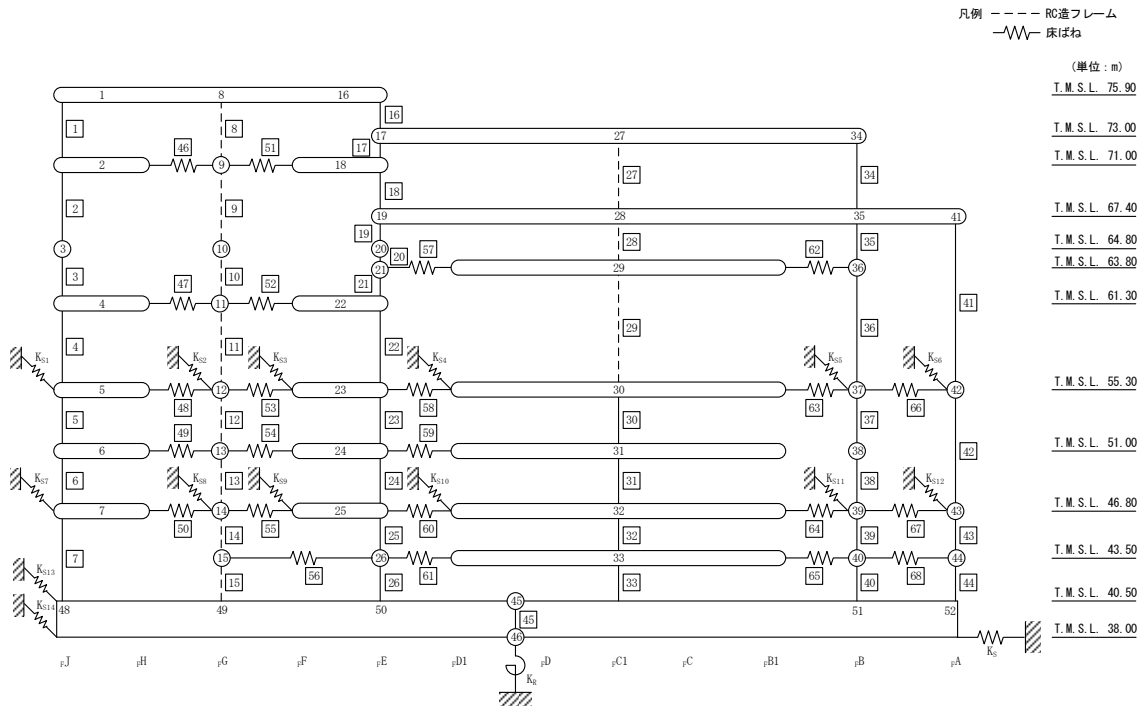 凡例 RC造フレーム
床ばね
(単位:m)
T.M.S.L. 75.90
1 8 16
1 8 16
T.M.S.L. 73.00
17 27 34
46 51 17
T.M.S.L. 71.00
2 9 18
27 34
2 9 18
T.M.S.L. 67.40
19 28 35 41
19 57 28 62 35
T.M.S.L. 64.80
3 10 20
20
T.M.S.L. 63.80
21 29 36
3 47 10 52 21
T.M.S.L. 61.30
4 11 22
41
29 36
4 11 22
KS1 KS2 KS3 KS4 KS5 KS6
T.M.S.L. 55.30
5 12 23 30 37 42
48 53 58 63 66
5 12 23 30 37
49 54 59
T.M.S.L. 51.00
6 13 24 31 38
42
6 13 24 31 38
KS7 KS8 KS9 KS10 KS11 KS12
T.M.S.L. 46.80
7 14 25 32 39 43
50 55 60 64 67
14 25 32 39 43
T.M.S.L. 43.50
7 15 26 33 40 44
56 61 65 68
15 26 33 40 44
KS13
T.M.S.L. 40.50
48 49 50 45 51 52
KS14
45
T.M.S.L. 38.00
46
KS
FJ FH FG FF FE FD1 FD FC1 FC FB1 FB FA
KR